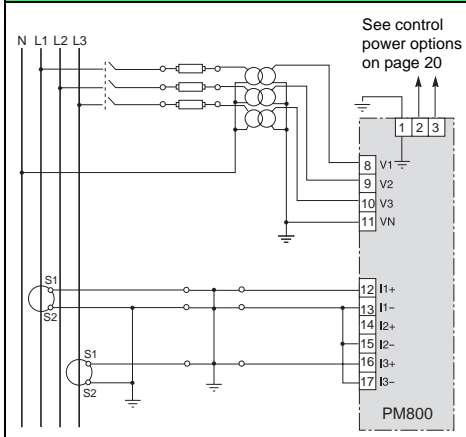 See control
power options
on page 20
N L1 L2 L3
1 2 3
8 V1
9 V2
10 V3
11 VN
S1
S2
12 I1+
13 I1–
14 I2+
15 I2-
16 I3+
17 I3–
S1
S2
PM800